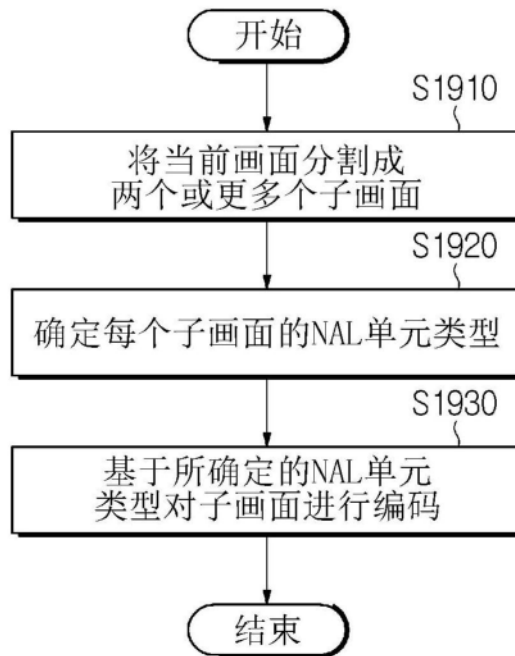 开始
S1910
将当前画面分割成
两个或更多个子画面
S1920
确定每个子画面的NAL单元类型
S1930
基于所确定的NAL单元
类型对子画面进行编码
结束